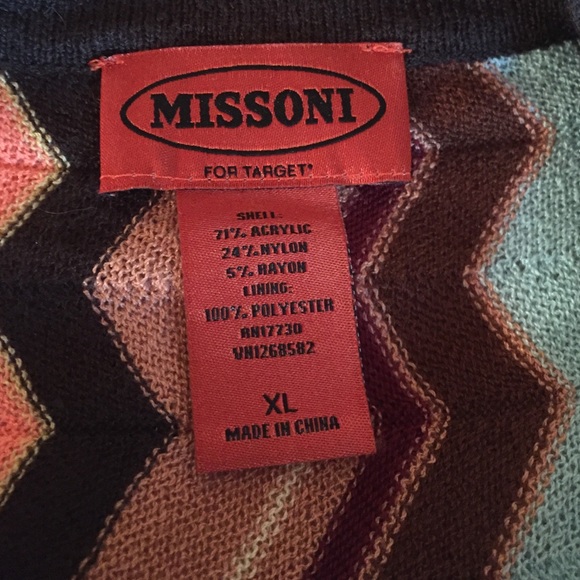 MISSONI
FOR TARGET*
SHELL:
71% ACRYLIC
24% NYLON
5% RAYON
LINING:
100% POLYESTER
RN17730
VN1268582
XL
MADE IN CHINA